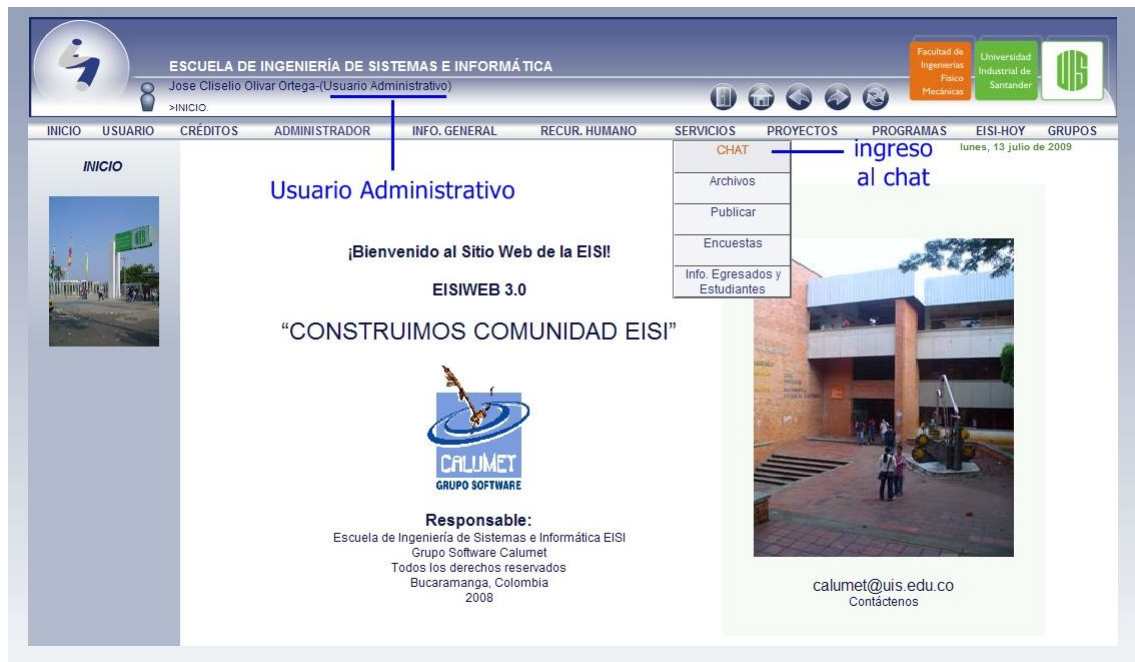 ESCUELA DE INGENIERÍA DE SISTEMAS E INFORMÁTICA
Jose Cliselio Olivar Ortega-(Usuario Administrativo)
>INICIO.
Facultad de
Ingenierías
Físico
Mecánicas
Universidad
Industrial de
Santander
UIS
INICIO USUARIO CRÉDITOS ADMINISTRADOR INFO. GENERAL RECUR. HUMANO SERVICIOS PROYECTOS PROGRAMAS EISI-HOY GRUPOS
lunes, 13 julio de 2009
INICIO
Usuario Administrativo
CHAT
Archivos
Publicar
Encuestas
Info. Egresados y
Estudiantes
ingreso
al chat
¡Bienvenido al Sitio Web de la EISI!
EISIWEB 3.0
“CONSTRUIMOS COMUNIDAD EISI”
CALUMET
GRUPO SOFTWARE
Responsable:
Escuela de Ingeniería de Sistemas e Informática EISI
Grupo Software Calumet
Todos los derechos reservados
Bucaramanga, Colombia
2008
calumet@uis.edu.co
Contáctenos